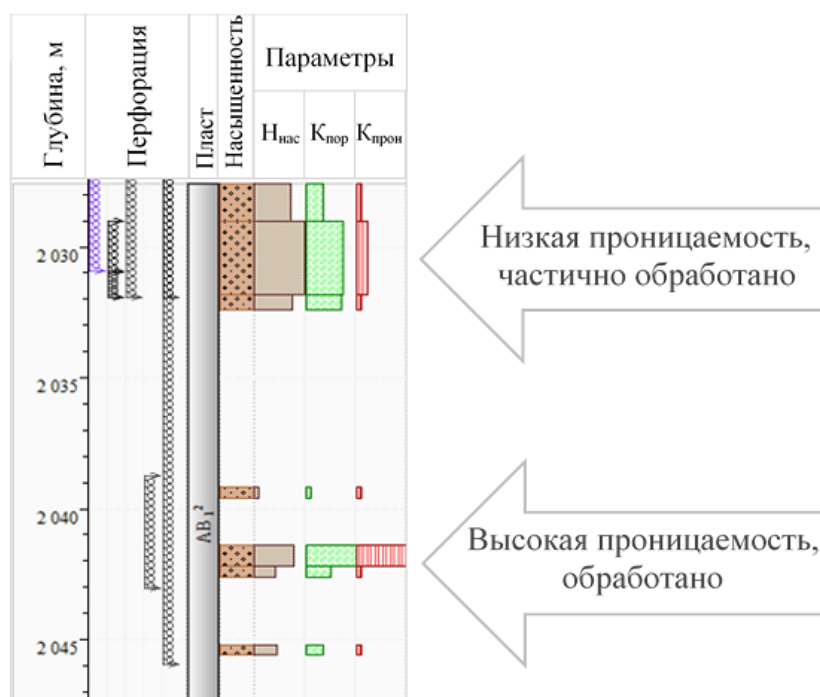 Глубина, м
Перфорация
Пласт
Насыщенность
Параметры
Ннас
Кпор
Кпрон
2 030
2 035
2 040
2 045
АВ₁²
Низкая проницаемость,
частично обработано
Высокая проницаемость,
обработано